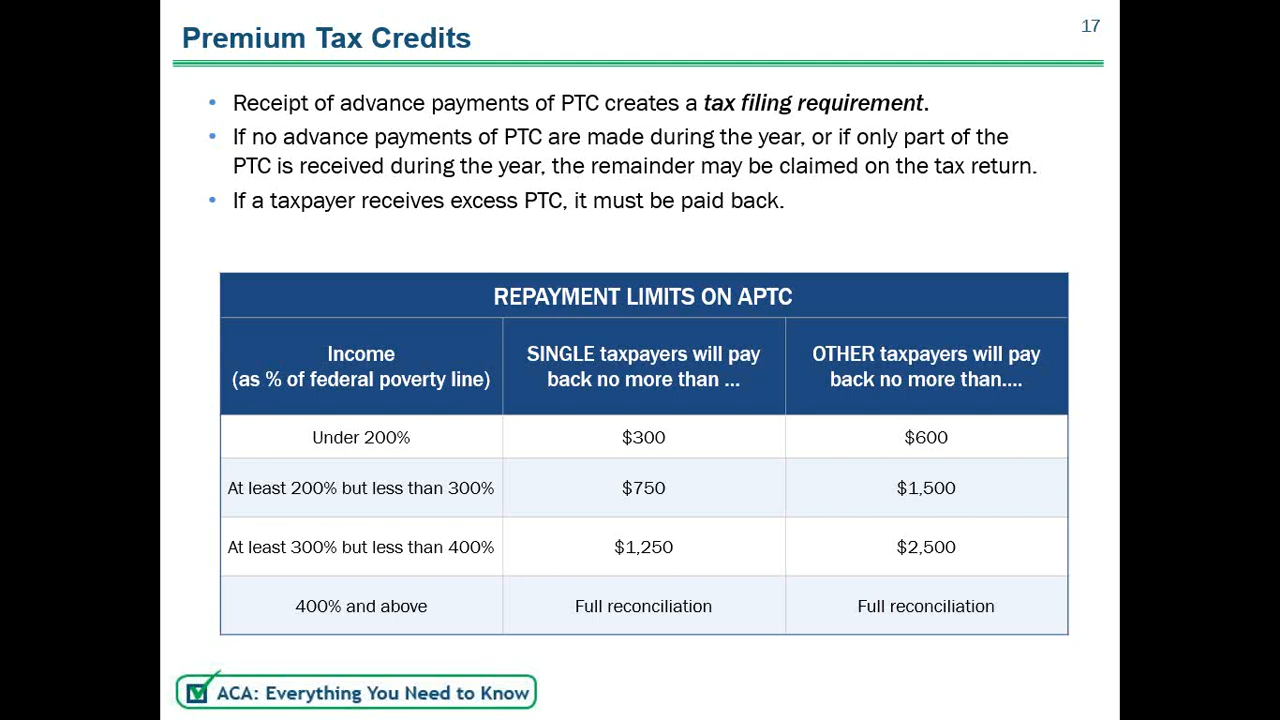 17
Premium Tax Credits
• Receipt of advance payments of PTC creates a tax filing requirement.
• If no advance payments of PTC are made during the year, or if only part of the
PTC is received during the year, the remainder may be claimed on the tax return.
• If a taxpayer receives excess PTC, it must be paid back.
REPAYMENT LIMITS ON APTC
Income
(as % of federal poverty line)
SINGLE taxpayers will pay
back no more than ...
OTHER taxpayers will pay
back no more than....
Under 200%
$300
$600
At least 200% but less than 300%
$750
$1,500
At least 300% but less than 400%
$1,250
$2,500
400% and above
Full reconciliation
Full reconciliation
ACA: Everything You Need to Know